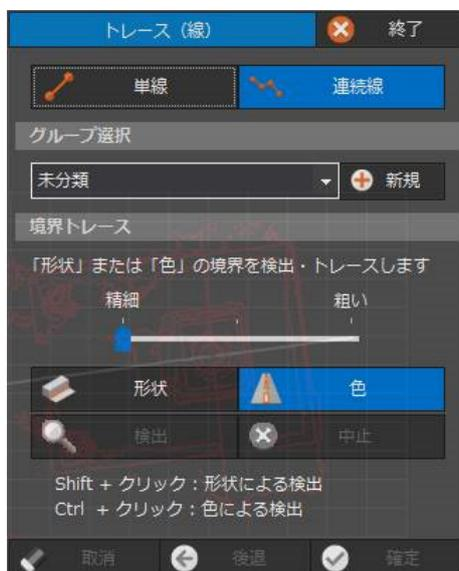 トレース（線） 終了
単線 連続線
グループ選択
未分類 新規
境界トレース
「形状」または「色」の境界を検出・トレースします
精細 粗い
形状 色
検出 中止
Shift + クリック：形状による検出
Ctrl + クリック：色による検出
取消 後退 確定